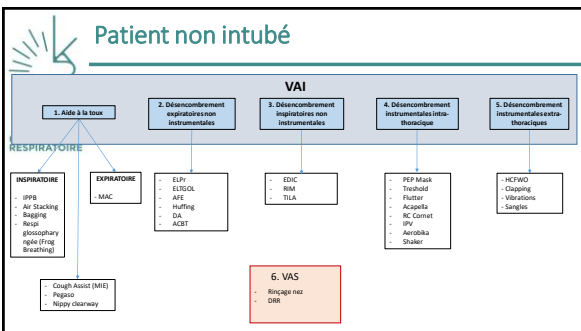 Patient non intubé
VAI
1. Aide à la toux
2. Désencombrement
expiratoires non
instrumentales
3. Désencombrement
inspiratoires non
instrumentales
4. Désencombrement
instrumentales intra-
thoracique
5. Désencombrement
instrumentales extra-
thoraciques
RESPIRATOIRE
INSPIRATOIRE
- IPPB
- Air Stacking
- Bagging
- Respi
glossophary
ngée (Frog
Breathing)
EXPIRATOIRE
- MAC
- ELPr
- ELTGOL
- AFE
- Huffing
- DA
- ACBT
- EDIC
- RIM
- TILA
- PEP Mask
- Treshold
- Flutter
- Acapella
- RC Cornet
- IPV
- Aerobika
- Shaker
- HCFWO
- Clapping
- Vibrations
- Sangles
- Cough Assist (MIE)
- Pegaso
- Nippy clearway
6. VAS
- Rinçage nez
- DRR